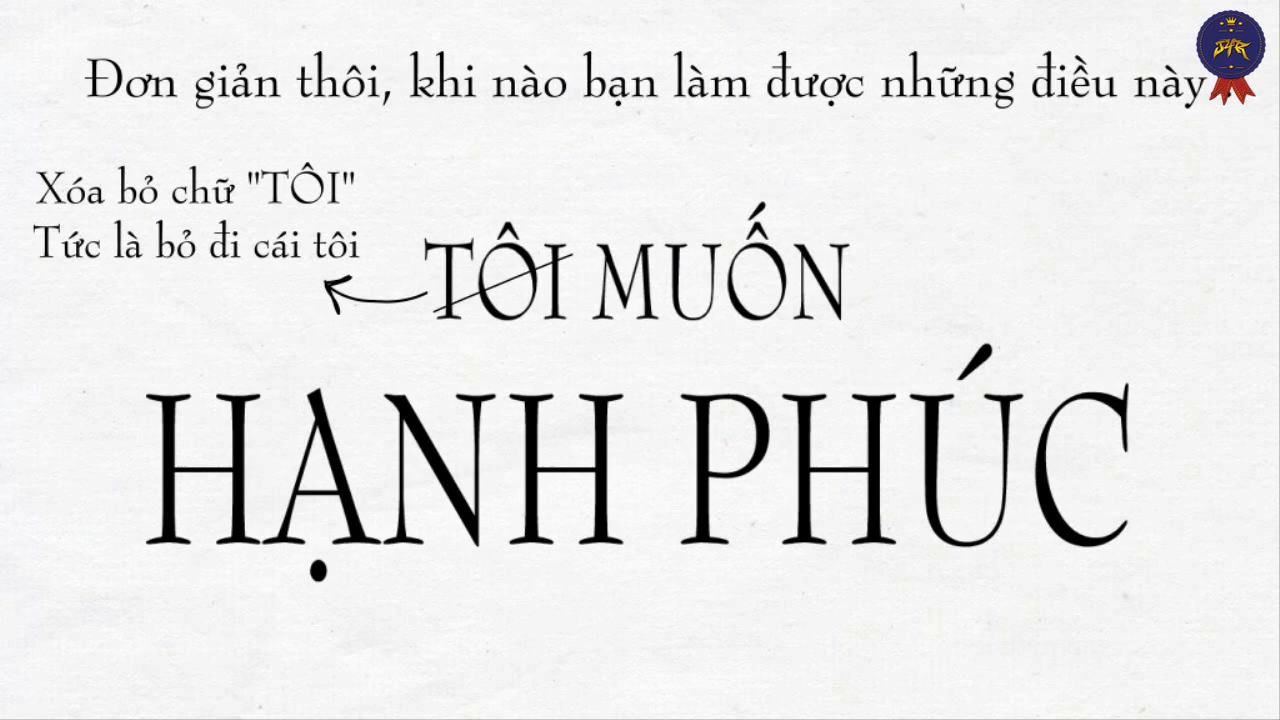 Đơn giản thôi, khi nào bạn làm được những điều này
Xóa bỏ chữ "TÔI"
Tức là bỏ đi cái tôi
TÔI MUỐN
HẠNH PHÚC